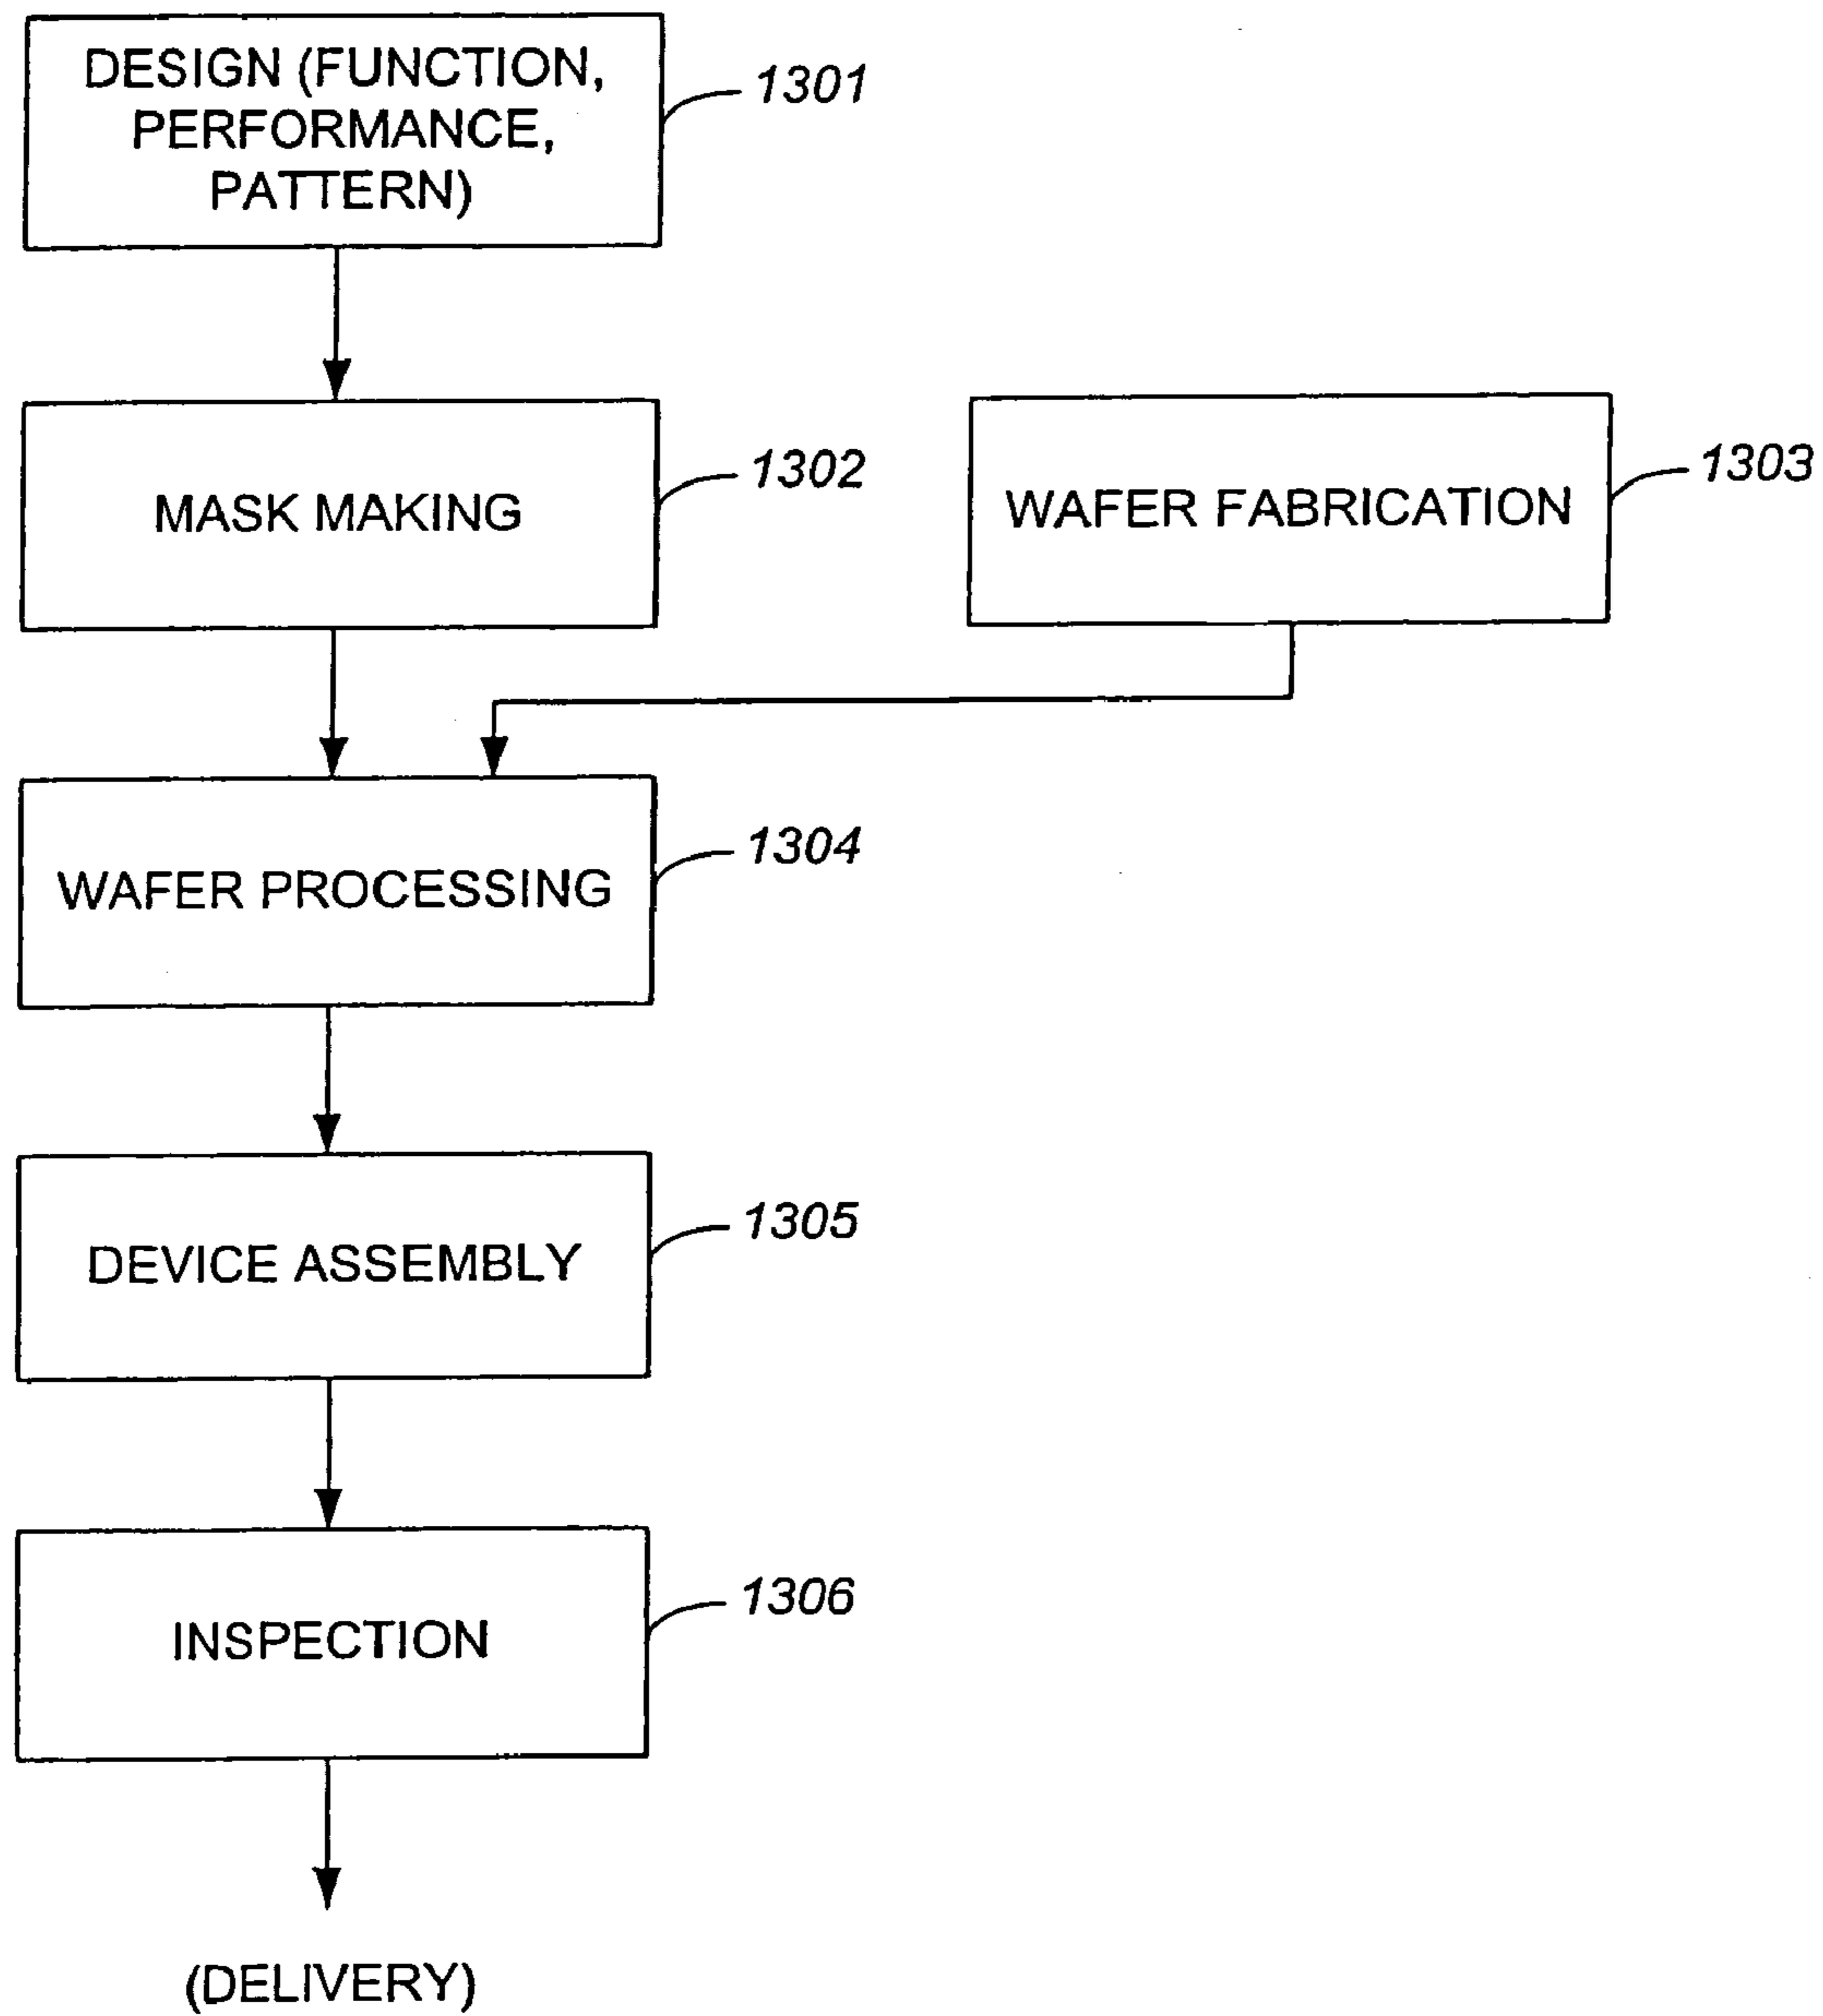 DESIGN (FUNCTION,
PERFORMANCE,
PATTERN)
1301
MASK MAKING
1302
WAFER FABRICATION
1303
WAFER PROCESSING
1304
DEVICE ASSEMBLY
1305
INSPECTION
1306
(DELIVERY)